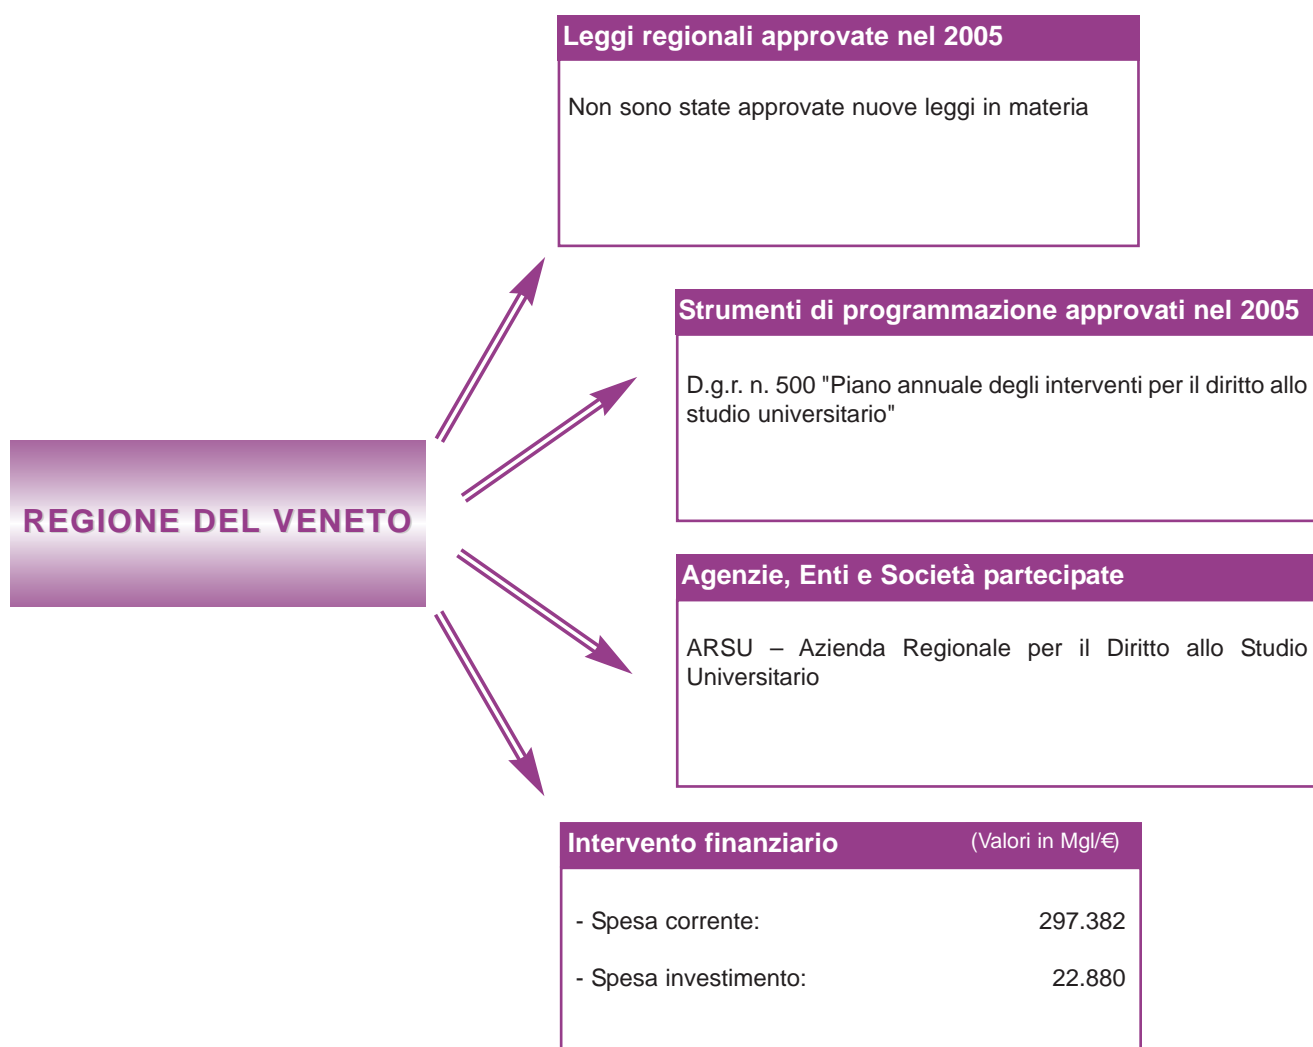 Leggi regionali approvate nel 2005
Non sono state approvate nuove leggi in materia
Strumenti di programmazione approvati nel 2005
D.g.r. n. 500 "Piano annuale degli interventi per il diritto allo
studio universitario"
REGIONE DEL VENETO
Agenzie, Enti e Società partecipate
ARSU – Azienda Regionale per il Diritto allo Studio
Universitario
Intervento finanziario (Valori in Mgl/€)
- Spesa corrente: 297.382
- Spesa investimento: 22.880